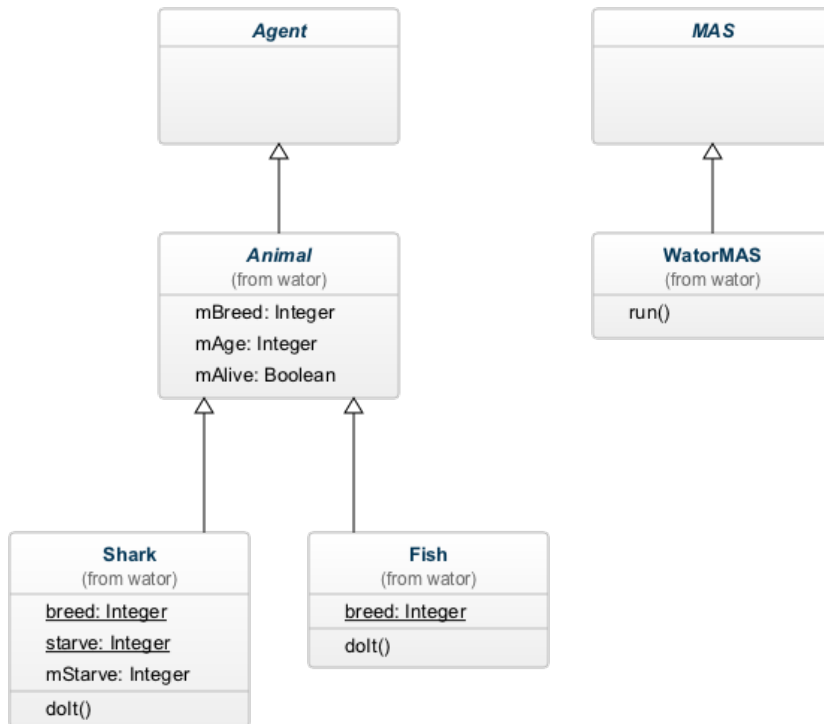 Agent
MAS
Animal
(from wator)
mBreed: Integer
mAge: Integer
mAlive: Boolean
WatorMAS
(from wator)
run()
Shark
(from wator)
breed: Integer
starve: Integer
mStarve: Integer
doIt()
Fish
(from wator)
breed: Integer
doIt()